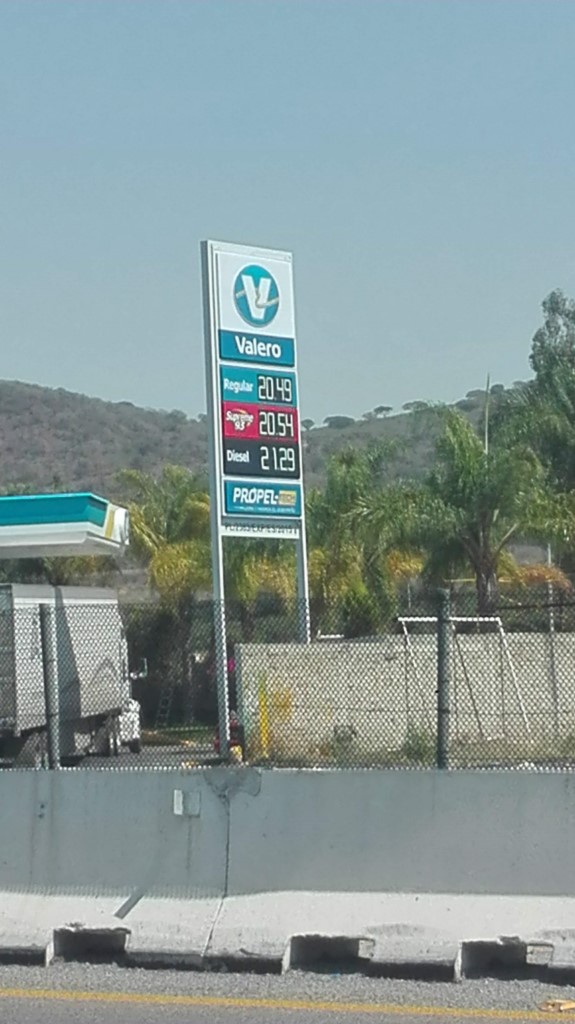 V
Valero
Regular 20.49
Supreme 93 20.54
Diesel 21.29
PROPEL